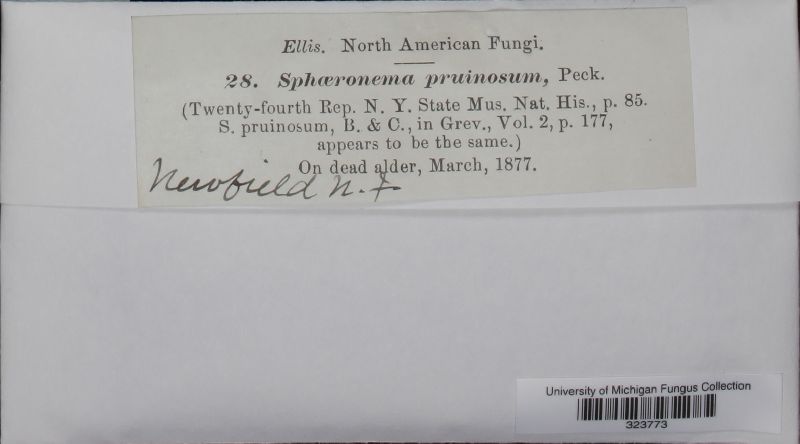 Ellis. North American Fungi.
28. Sphæronema pruinosum, Peck.
(Twenty-fourth Rep. N. Y. State Mus. Nat. His., p. 85.
S. pruinosum, B. & C., in Grev., Vol. 2, p. 177,
appears to be the same.)
On dead alder, March, 1877.
Newfield N. J.
University of Michigan Fungus Collection
323773